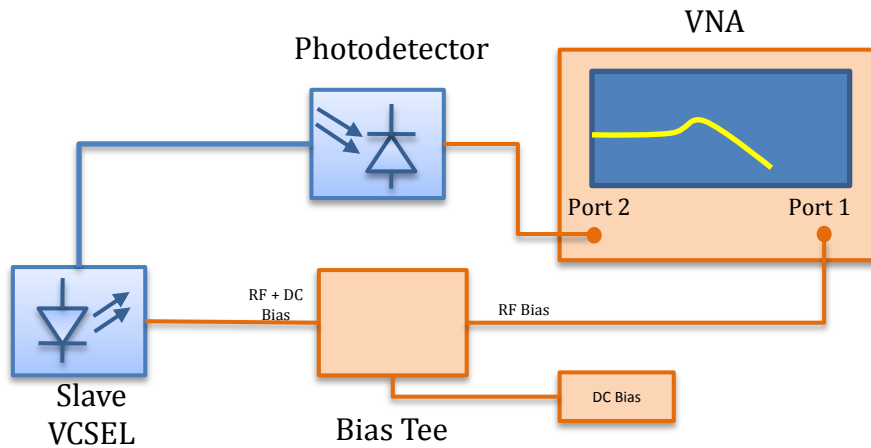 VNA
Photodetector
Port 2
Port 1
RF + DC
Bias
RF Bias
Slave
VCSEL
Bias Tee
DC Bias